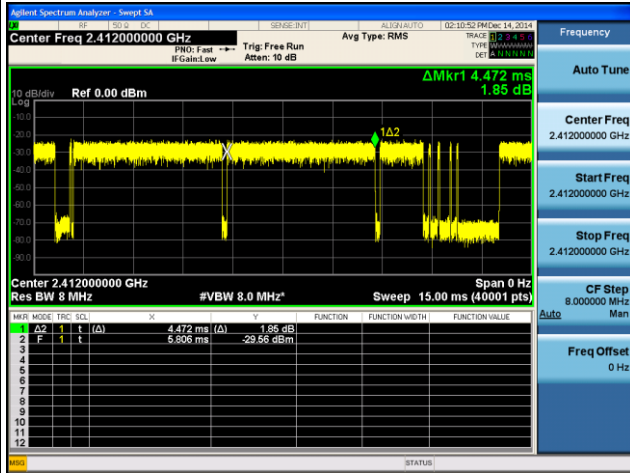 Agilent Spectrum Analyzer - Swept SA
RF 50 Ω DC SENSE:INT ALIGNAUTO 02:10:52 PM Dec 14, 2014
Center Freq 2.412000000 GHz
PNO: Fast Trig: Free Run Avg Type: RMS TRACE 1 2 3 4 5 6
IFGain:Low Atten: 10 dB TYPE
DET A N N N N N
ΔMkr1 4.472 ms
1.85 dB
10 dB/div Ref 0.00 dBm
Log
-10.0
-20.0
-30.0
-40.0
-50.0
-60.0
-70.0
-80.0
-90.0
1Δ2
Center 2.412000000 GHz Span 0 Hz
Res BW 8 MHz #VBW 8.0 MHz* Sweep 15.00 ms (40001 pts)
MKR MODE TRC SCL X Y FUNCTION FUNCTION WIDTH FUNCTION VALUE
1 Δ2 1 t (Δ) 4.472 ms (Δ) 1.85 dB
2 F 1 t 5.806 ms -29.56 dBm
3
4
5
6
7
8
9
10
11
12
MSG STATUS
Frequency
Auto Tune
Center Freq
2.412000000 GHz
Start Freq
2.412000000 GHz
Stop Freq
2.412000000 GHz
CF Step
8.000000 MHz
Auto Man
Freq Offset
0 Hz